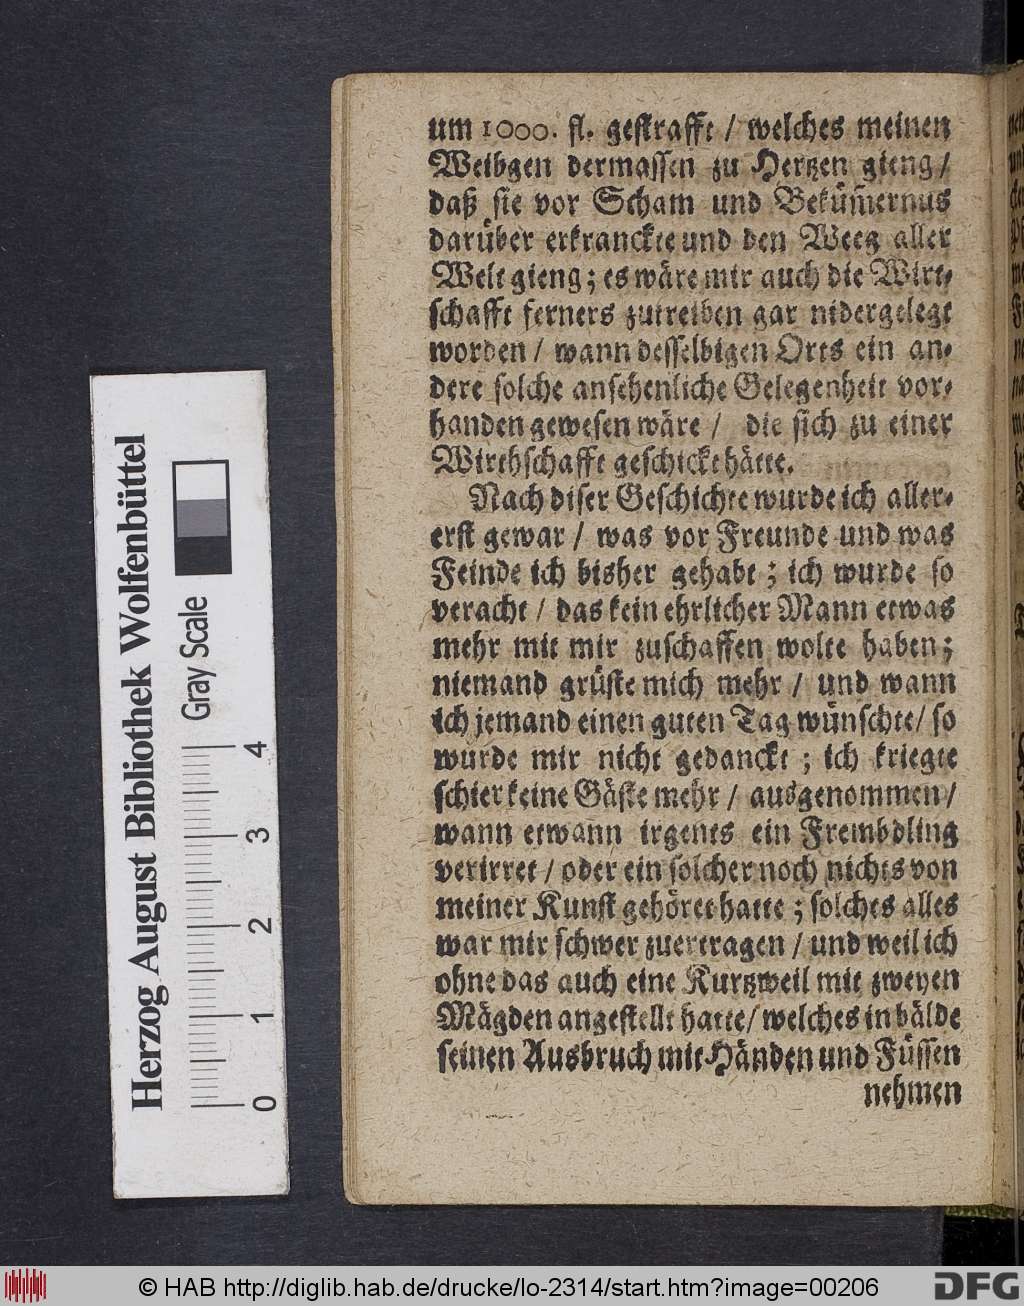 um 1000. fl. gestrafft / welches meinen
Weibgen dermassen zu Hertzen gieng /
daß sie vor Scham und Beküm̃ernus
darüber erkranckte und den Weeg aller
Welt gieng; es wäre mir auch die Wirt-
schafft ferners zutreiben gar nidergelegt
worden / wann desselbigen Orts ein an-
dere solche ansehenliche Gelegenheit vor-
handen gewesen wäre / die sich zu einer
Wirthschafft geschickt hätte.
Nach diser Geschichte wurde ich aller-
erst gewar / was vor Freunde und was
Feinde ich bisher gehabt; ich wurde so
veracht / das kein ehrlicher Mann etwas
mehr mit mir zuschaffen wolte haben;
niemand grüste mich mehr / und wann
ich jemand einen guten Tag wünschte / so
wurde mir nicht gedanckt; ich kriegte
schier keine Gäste mehr / ausgenommen /
wann etwann irgents ein Frembdling
verirret / oder ein solcher noch nichts von
meiner Kunst gehöret hatte; solches alles
war mir schwer zuertragen / und weil ich
ohne das auch eine Kurtzweil mit zweyen
Mägden angestellt hatte / welches in bälde
seinen Ausbruch mit Händen und Füssen
nehmen
Herzog August Bibliothek Wolfenbüttel
Gray Scale
0 1 2 3 4
© HAB http://diglib.hab.de/drucke/lo-2314/start.htm?image=00206
DFG